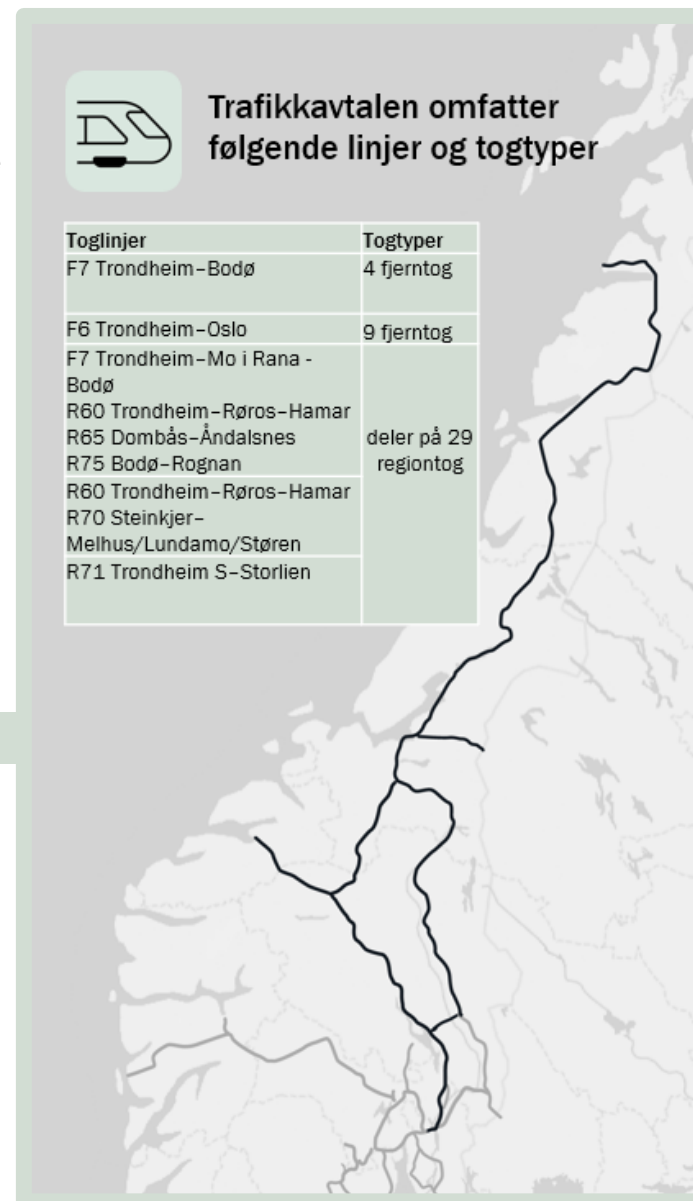 Trafikkavtalen omfatter
følgende linjer og togtyper
Toglinjer Togtyper
F7 Trondheim–Bodø 4 fjerntog
F6 Trondheim–Oslo 9 fjerntog
F7 Trondheim–Mo i Rana -
Bodø
R60 Trondheim–Røros–Hamar
R65 Dombås–Åndalsnes
R75 Bodø–Rognan
deler på 29
regiontog
R60 Trondheim–Røros–Hamar
R70 Steinkjer–
Melhus/Lundamo/Støren
R71 Trondheim S–Storlien